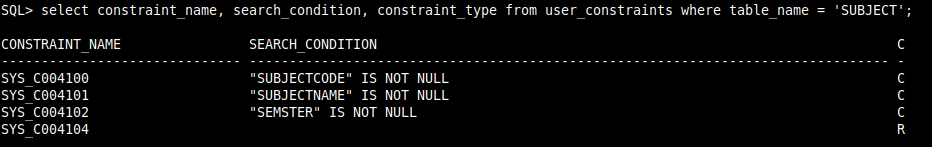 SQL> select constraint_name, search_condition, constraint_type from user_constraints where table_name = 'SUBJECT';
CONSTRAINT_NAME SEARCH_CONDITION C
------------------------------ -------------------------------------------------------------------------------- -
SYS_C004100 "SUBJECTCODE" IS NOT NULL C
SYS_C004101 "SUBJECTNAME" IS NOT NULL C
SYS_C004102 "SEMSTER" IS NOT NULL C
SYS_C004104 R